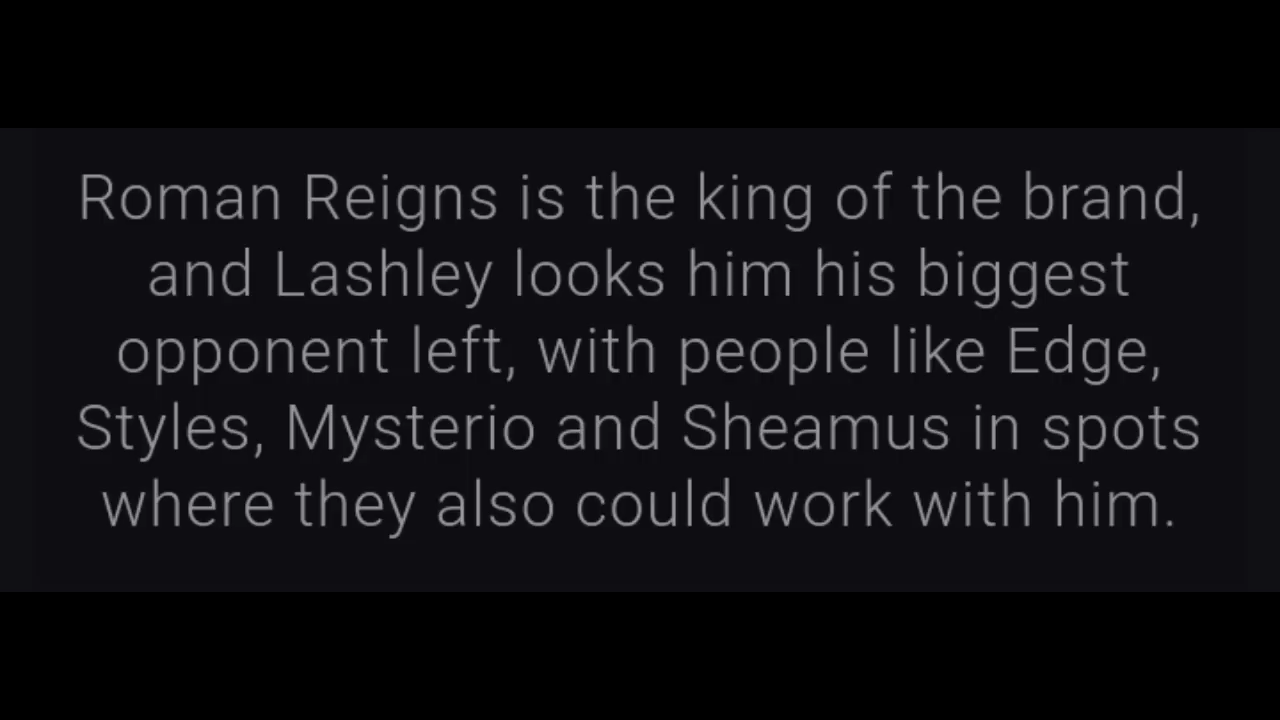 Roman Reigns is the king of the brand,
and Lashley looks him his biggest
opponent left, with people like Edge,
Styles, Mysterio and Sheamus in spots
where they also could work with him.